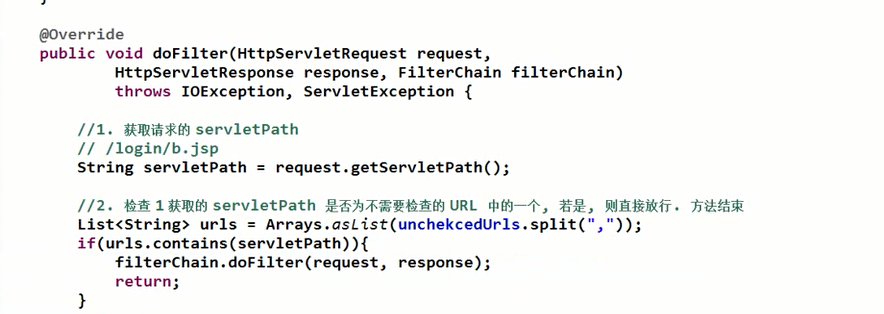 }
@Override
public void doFilter(HttpServletRequest request,
HttpServletResponse response, FilterChain filterChain)
throws IOException, ServletException {
//1. 获取请求的 servletPath
// /login/b.jsp
String servletPath = request.getServletPath();
//2. 检查 1 获取的 servletPath 是否为不需要检查的 URL 中的一个, 若是, 则直接放行. 方法结束
List<String> urls = Arrays.asList(unchekcedUrls.split(","));
if(urls.contains(servletPath)){
filterChain.doFilter(request, response);
return;
}